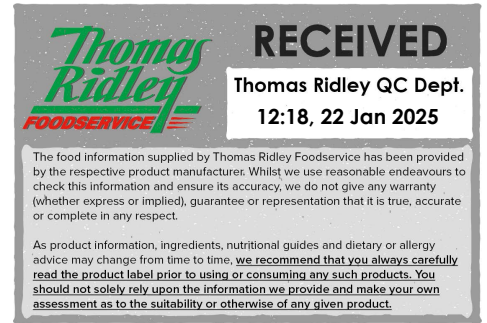 Thomas
Ridley
FOODSERVICE
RECEIVED
Thomas Ridley QC Dept.
12:18, 22 Jan 2025
The food information supplied by Thomas Ridley Foodservice has been provided
by the respective product manufacturer. Whilst we use reasonable endeavours to
check this information and ensure its accuracy, we do not give any warranty
(whether express or implied), guarantee or representation that it is true, accurate
or complete in any respect.
As product information, ingredients, nutritional guides and dietary or allergy
advice may change from time to time, we recommend that you always carefully
read the product label prior to using or consuming any such products. You
should not solely rely upon the information we provide and make your own
assessment as to the suitability or otherwise of any given product.